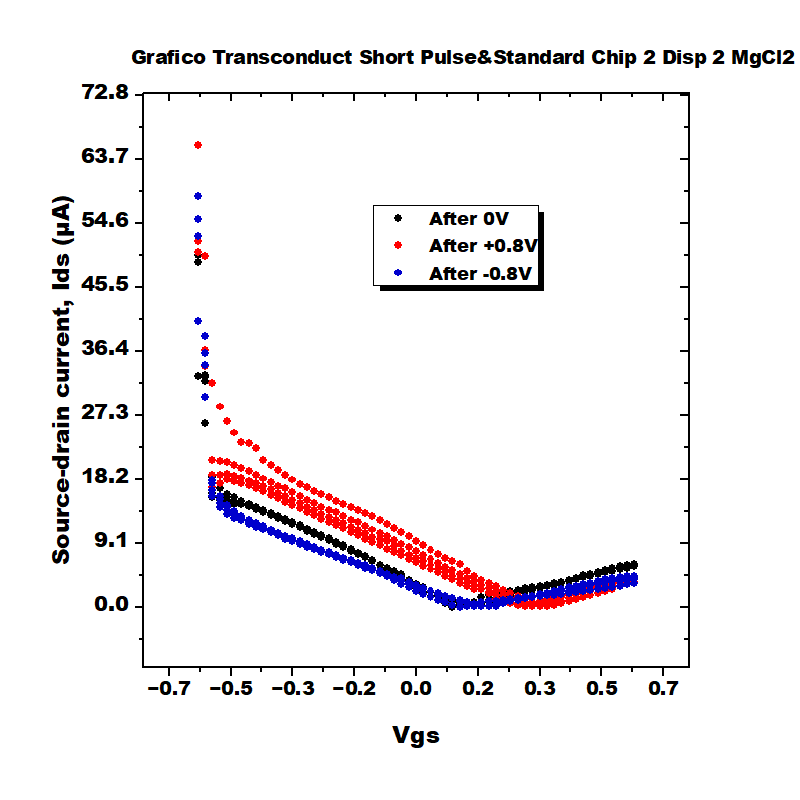 Grafico Transconduct Short Pulse&Standard Chip 2 Disp 2 MgCl2
72.8
63.7
54.6
45.5
36.4
27.3
18.2
9.1
0.0
Source-drain current, Ids (µA)
After 0V
After +0.8V
After -0.8V
−0.7 −0.5 −0.3 −0.2 0.0 0.2 0.3 0.5 0.7
Vgs